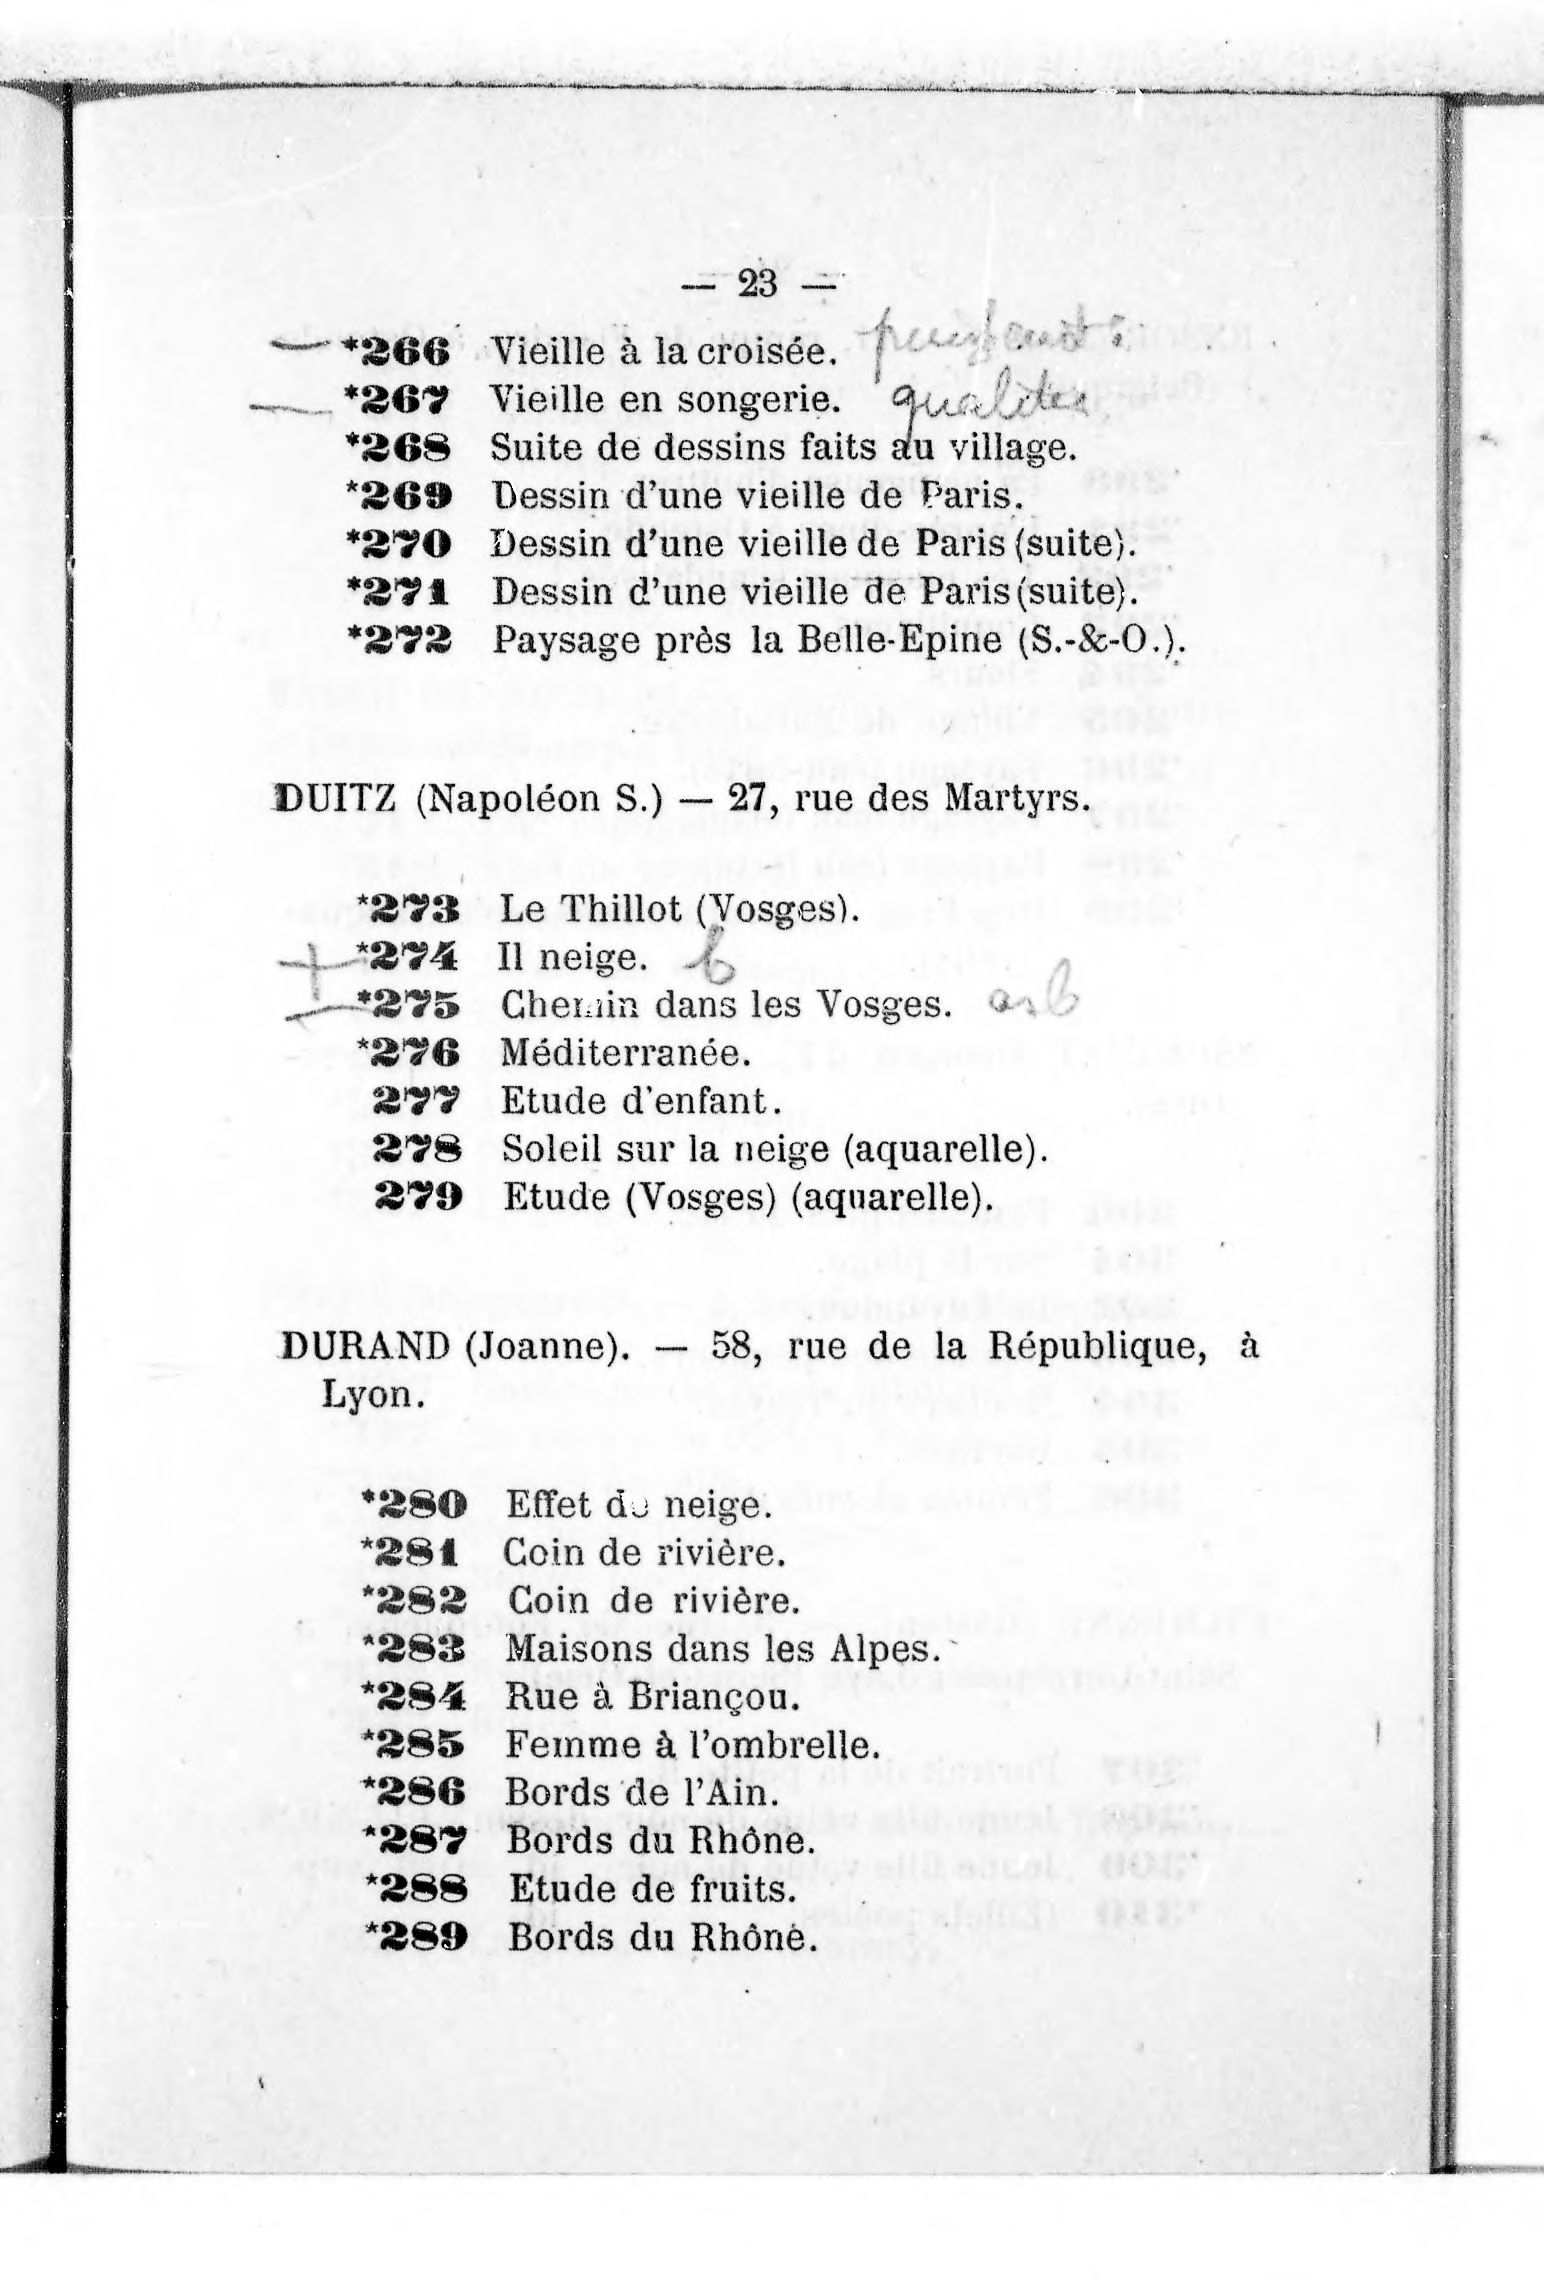 — 23 —
*266 Vieille à la croisée. puissant :
*267 Vieille en songerie. qualités
*268 Suite de dessins faits au village.
*269 Dessin d'une vieille de Paris.
*270 Dessin d'une vieille de Paris (suite).
*271 Dessin d'une vieille de Paris (suite).
*272 Paysage près la Belle-Epine (S.-&-O.).
DUITZ (Napoléon S.) — 27, rue des Martyrs.
*273 Le Thillot (Vosges).
*274 Il neige. b
*275 Chemin dans les Vosges.
*276 Méditerranée.
277 Etude d'enfant.
278 Soleil sur la neige (aquarelle).
279 Etude (Vosges) (aquarelle).
DURAND (Joanne). — 58, rue de la République, à
Lyon.
*280 Effet de neige.
*281 Coin de rivière.
*282 Coin de rivière.
*283 Maisons dans les Alpes.
*284 Rue à Briançou.
*285 Femme à l'ombrelle.
*286 Bords de l'Ain.
*287 Bords du Rhône.
*288 Etude de fruits.
*289 Bords du Rhône.